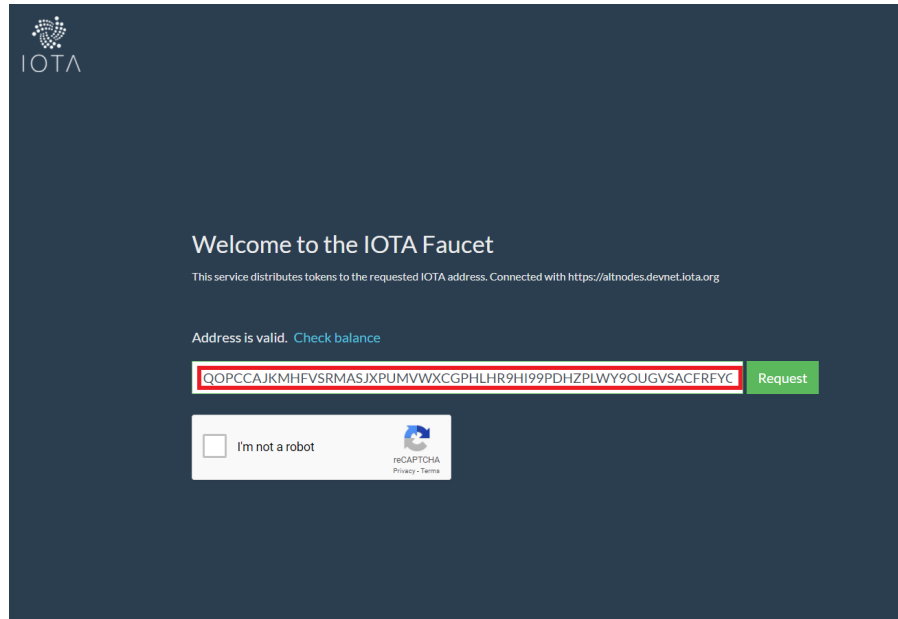 IOTA
Welcome to the IOTA Faucet
This service distributes tokens to the requested IOTA address. Connected with https://altnodes.devnet.iota.org
Address is valid. Check balance
QOPCCAJKMHFVSRMASJXPUMVWXCGPHLHR9HI99PDHZPLWY9OUGVSACFRFYC
Request
I'm not a robot
reCAPTCHA
Privacy - Terms